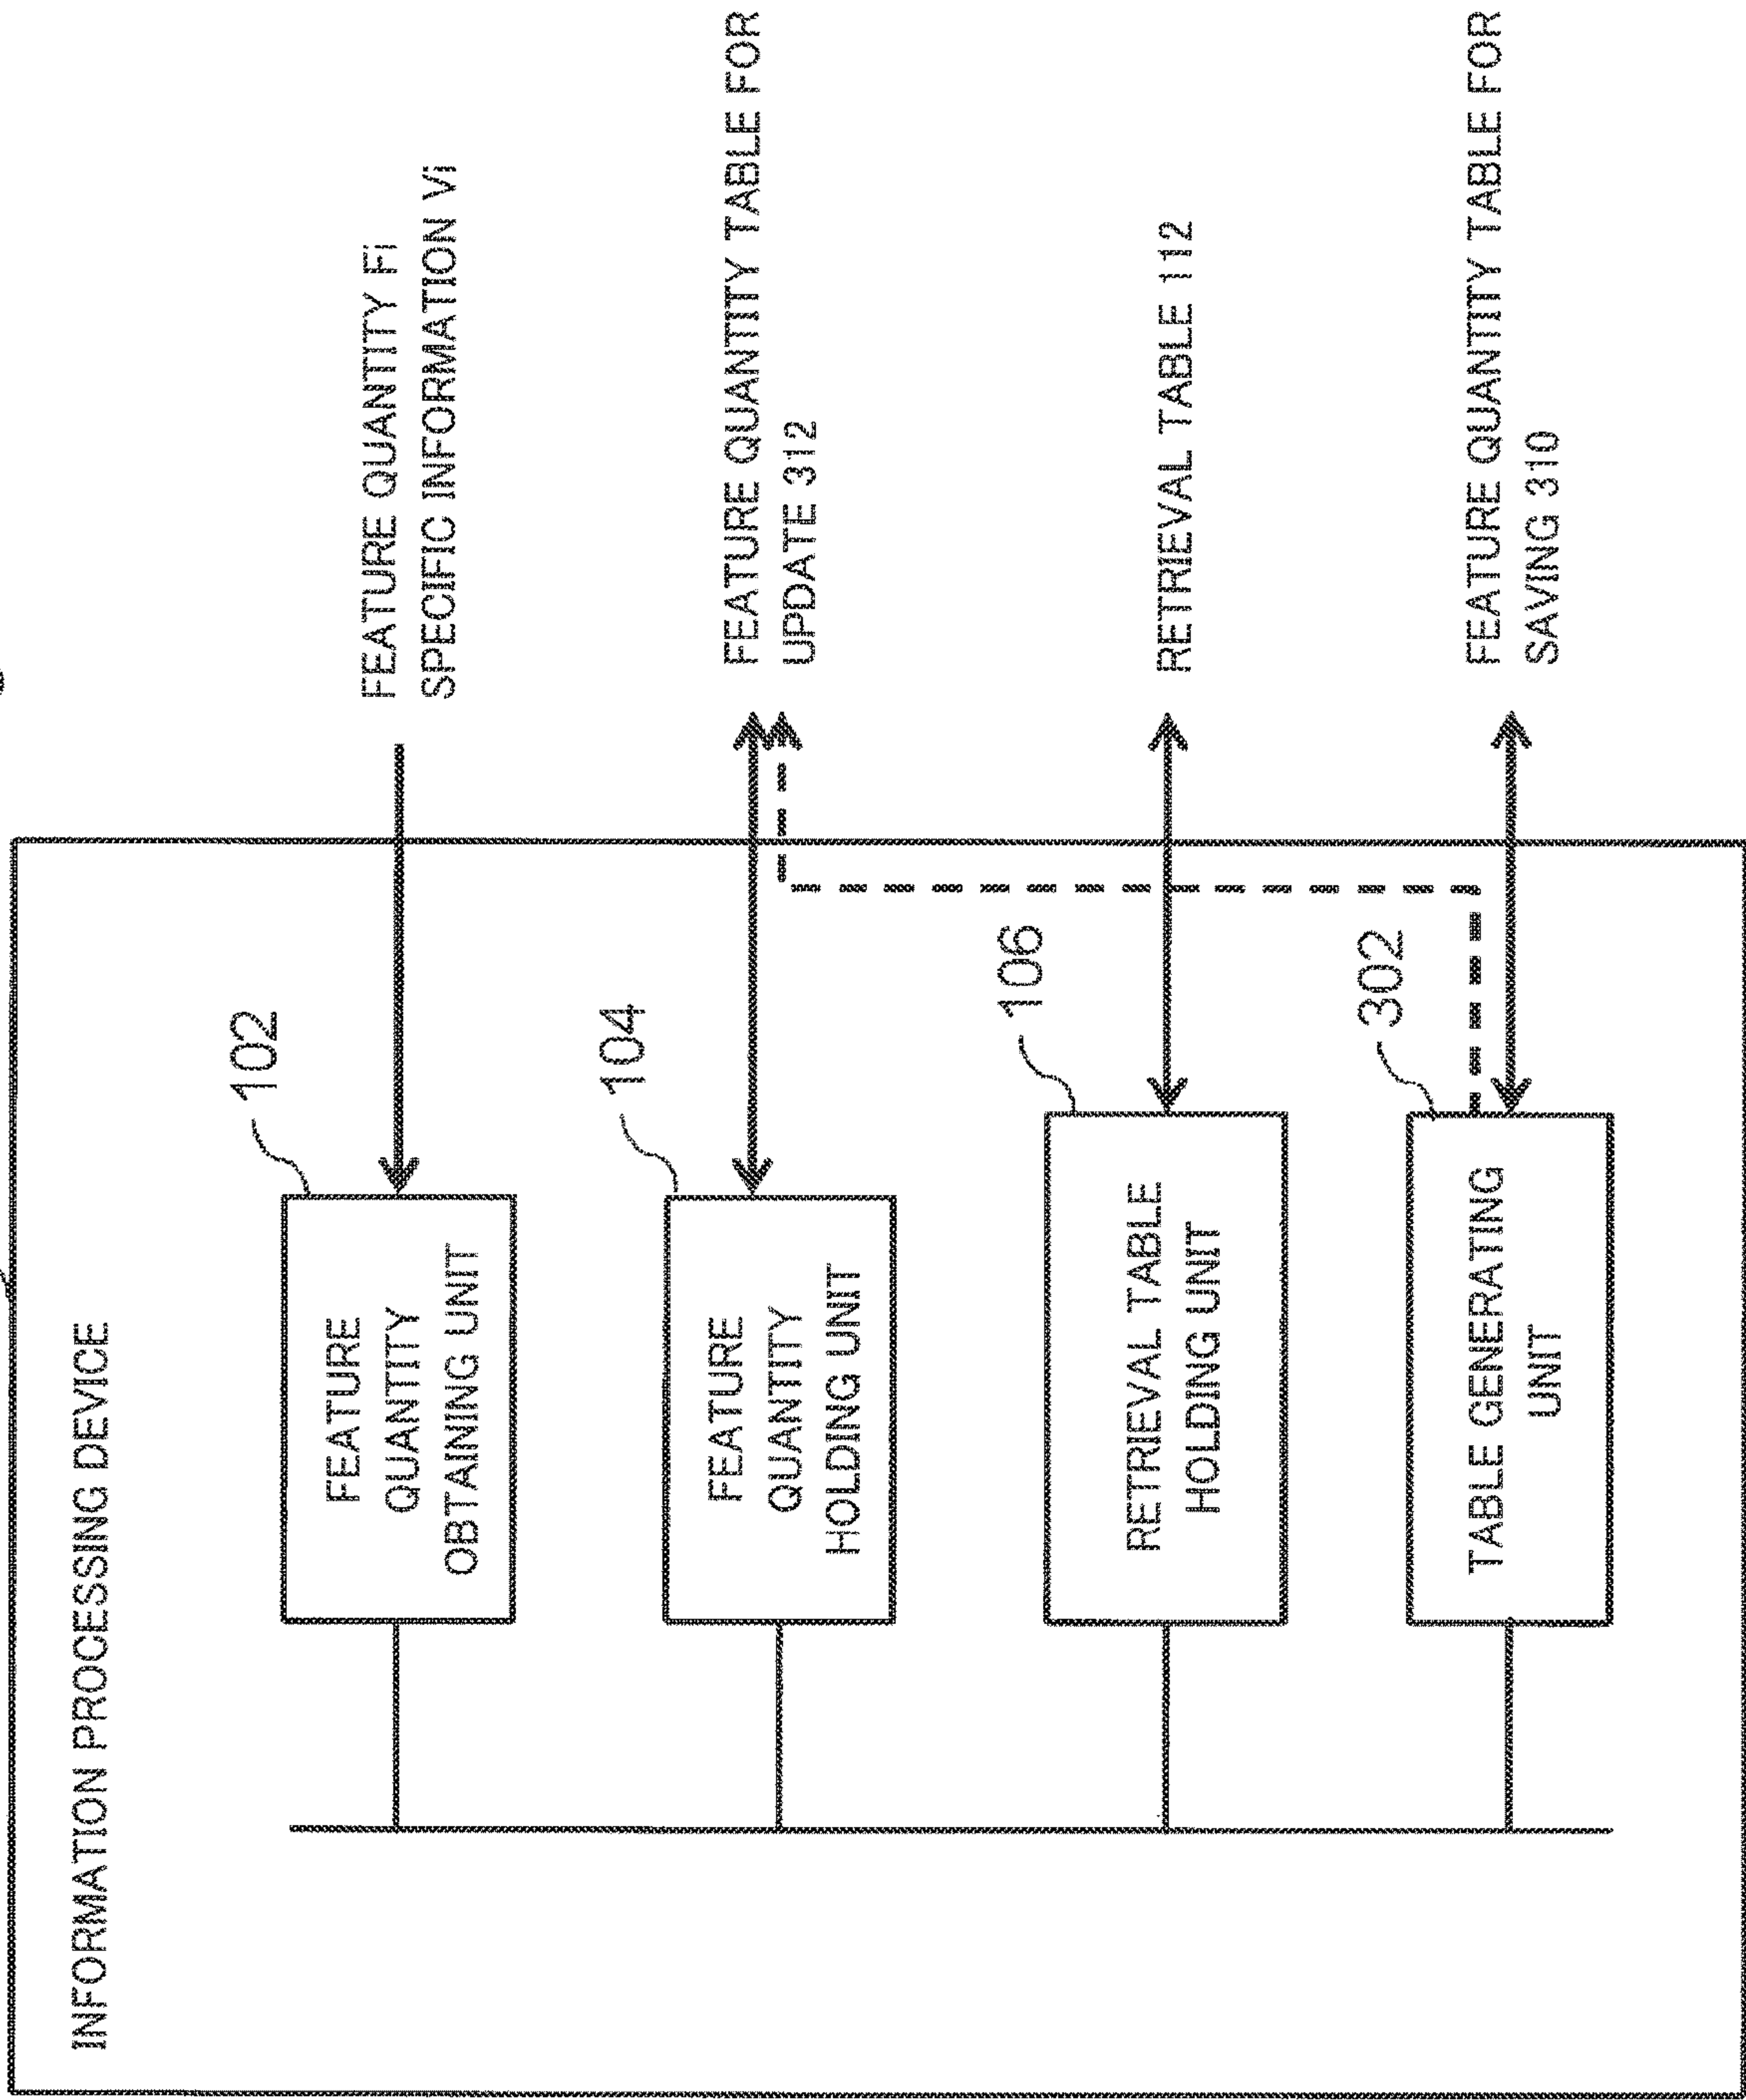 INFORMATION PROCESSING DEVICE
102
FEATURE
QUANTITY
OBTAINING UNIT
FEATURE QUANTITY Fi
SPECIFIC INFORMATION Vi
104
FEATURE
QUANTITY
HOLDING UNIT
FEATURE QUANTITY TABLE FOR
UPDATE 312
106
RETRIEVAL TABLE
HOLDING UNIT
RETRIEVAL TABLE 112
302
TABLE GENERATING
UNIT
FEATURE QUANTITY TABLE FOR
SAVING 310